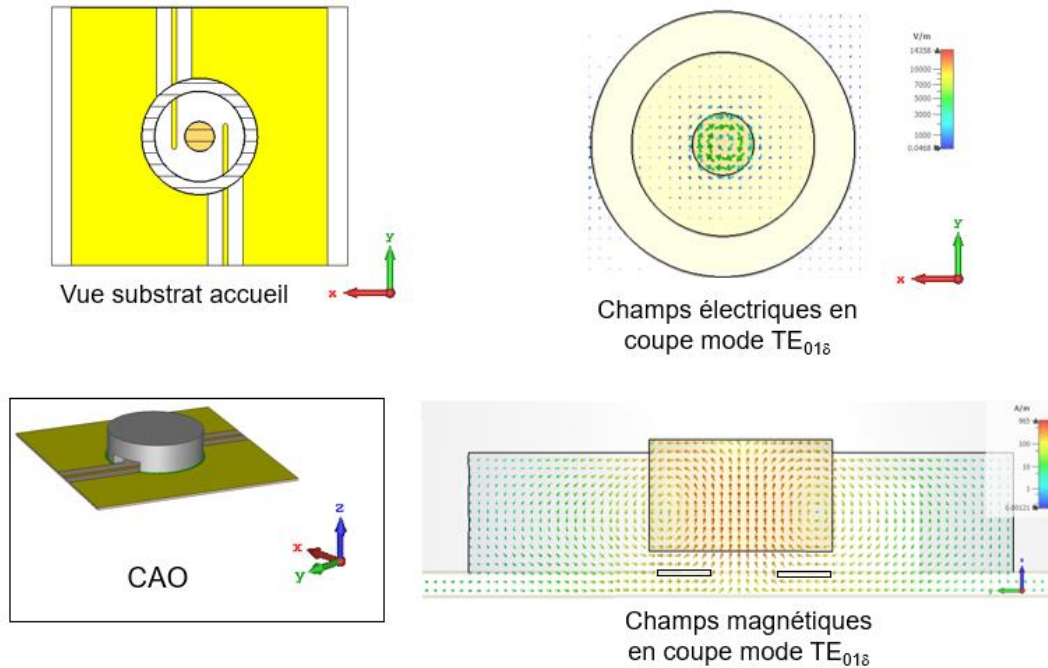 y
x
Vue substrat accueil
V/m
14358
10000
7000
5000
3000
1000
0.0468
y
x
Champs électriques en
coupe mode TE01δ
z
x
y
CAO
A/m
965
100
10
1
0.00121
Champs magnétiques
en coupe mode TE01δ